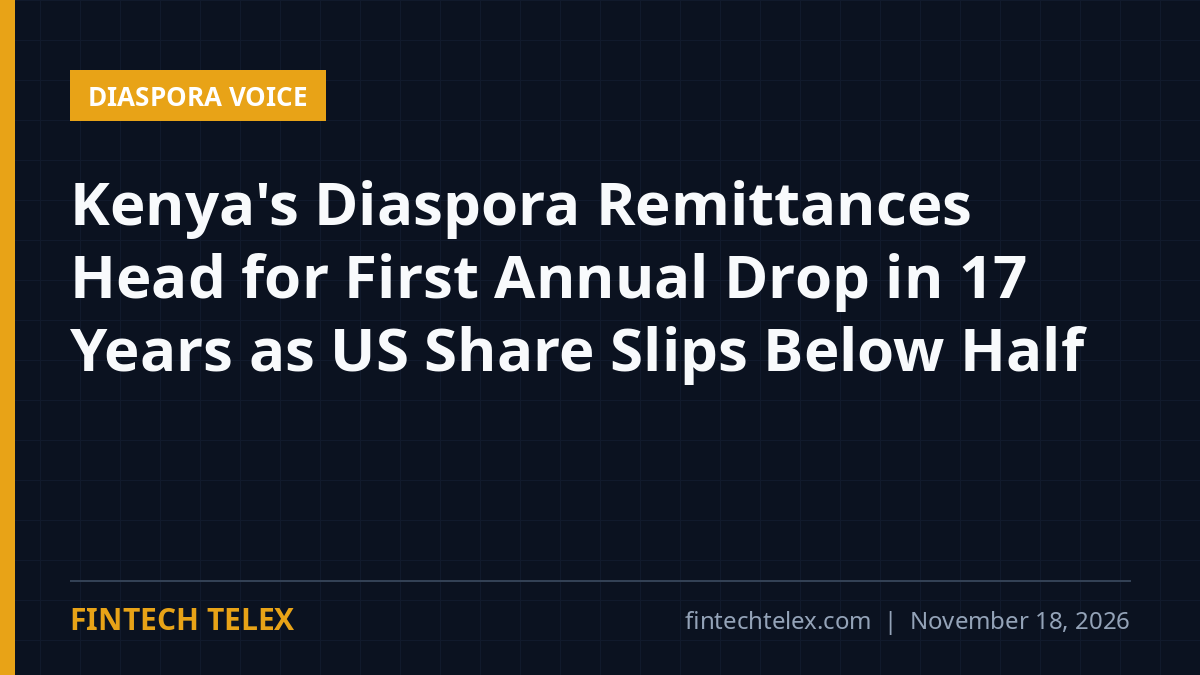 DIASPORA VOICE
Kenya's Diaspora Remittances
Head for First Annual Drop in 17
Years as US Share Slips Below Half
FINTECH TELEX
fintechtelex.com | November 18, 2026